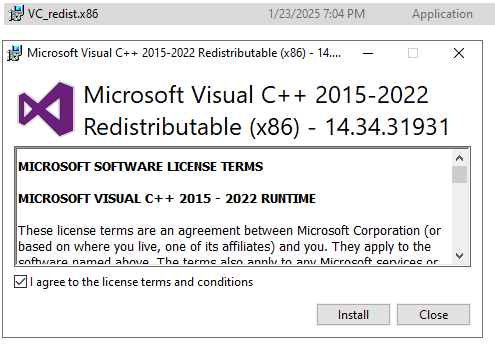 VC_redist.x86 1/23/2025 7:04 PM Application
Microsoft Visual C++ 2015-2022 Redistributable (x86) - 14....
Microsoft Visual C++ 2015-2022
Redistributable (x86) - 14.34.31931
MICROSOFT SOFTWARE LICENSE TERMS
MICROSOFT VISUAL C++ 2015 - 2022 RUNTIME
These license terms are an agreement between Microsoft Corporation (or
based on where you live, one of its affiliates) and you. They apply to the
software named above. The terms also apply to any Microsoft services or
I agree to the license terms and conditions
Install
Close